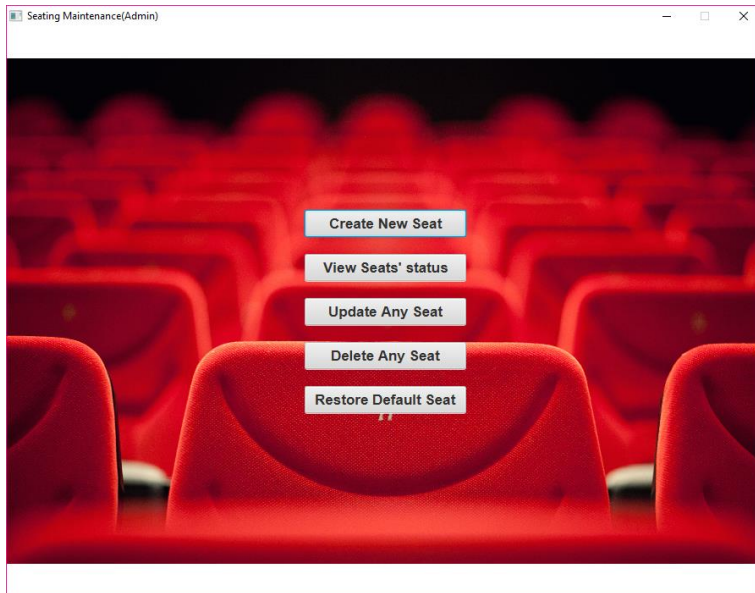 Seating Maintenance(Admin)
Create New Seat
View Seats' status
Update Any Seat
Delete Any Seat
Restore Default Seat